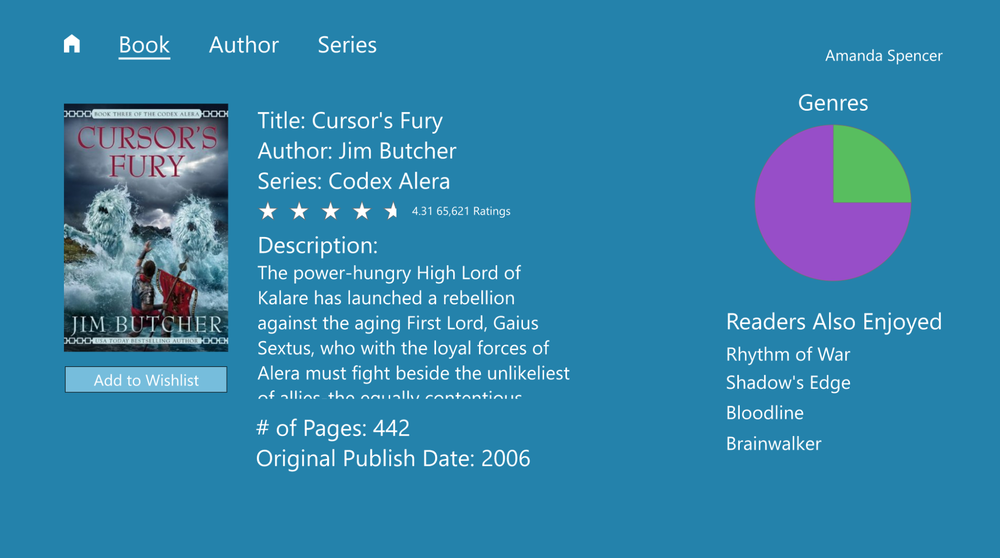 Book Author Series
Amanda Spencer
BOOK THREE OF THE CODEX ALERA
CURSOR'S
FURY
JIM BUTCHER
USA TODAY BESTSELLING AUTHOR
Add to Wishlist
Title: Cursor's Fury
Author: Jim Butcher
Series: Codex Alera
4.31 65,621 Ratings
Description:
The power-hungry High Lord of
Kalare has launched a rebellion
against the aging First Lord, Gaius
Sextus, who with the loyal forces of
Alera must fight beside the unlikeliest
of allies-the equally contentious
# of Pages: 442
Original Publish Date: 2006
Genres
Readers Also Enjoyed
Rhythm of War
Shadow's Edge
Bloodline
Brainwalker